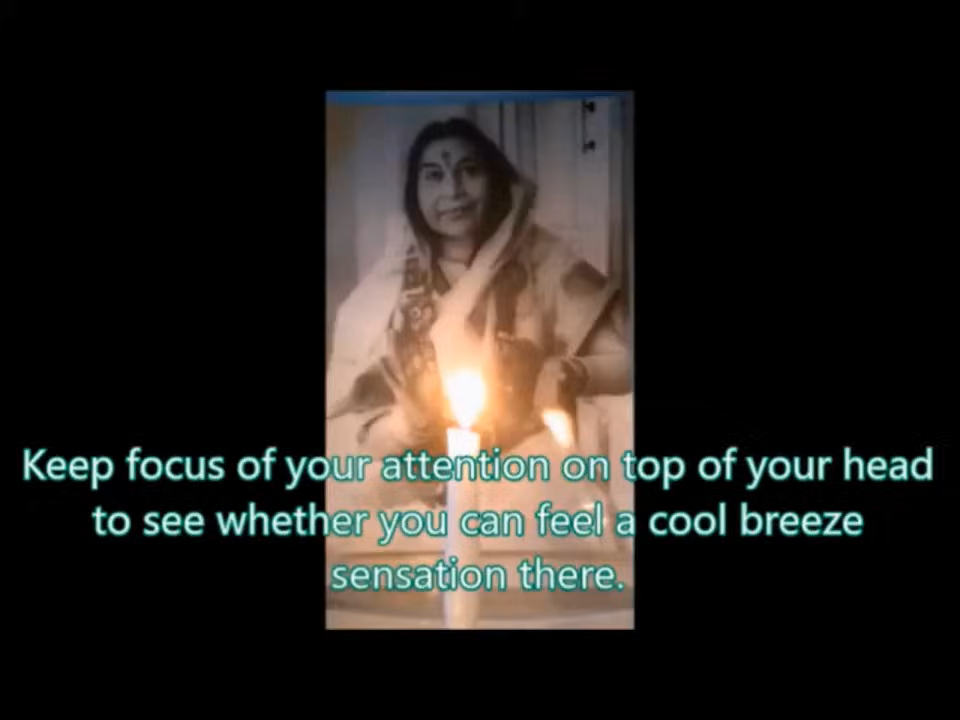 Keep focus of your attention on top of your head
to see whether you can feel a cool breeze
sensation there.